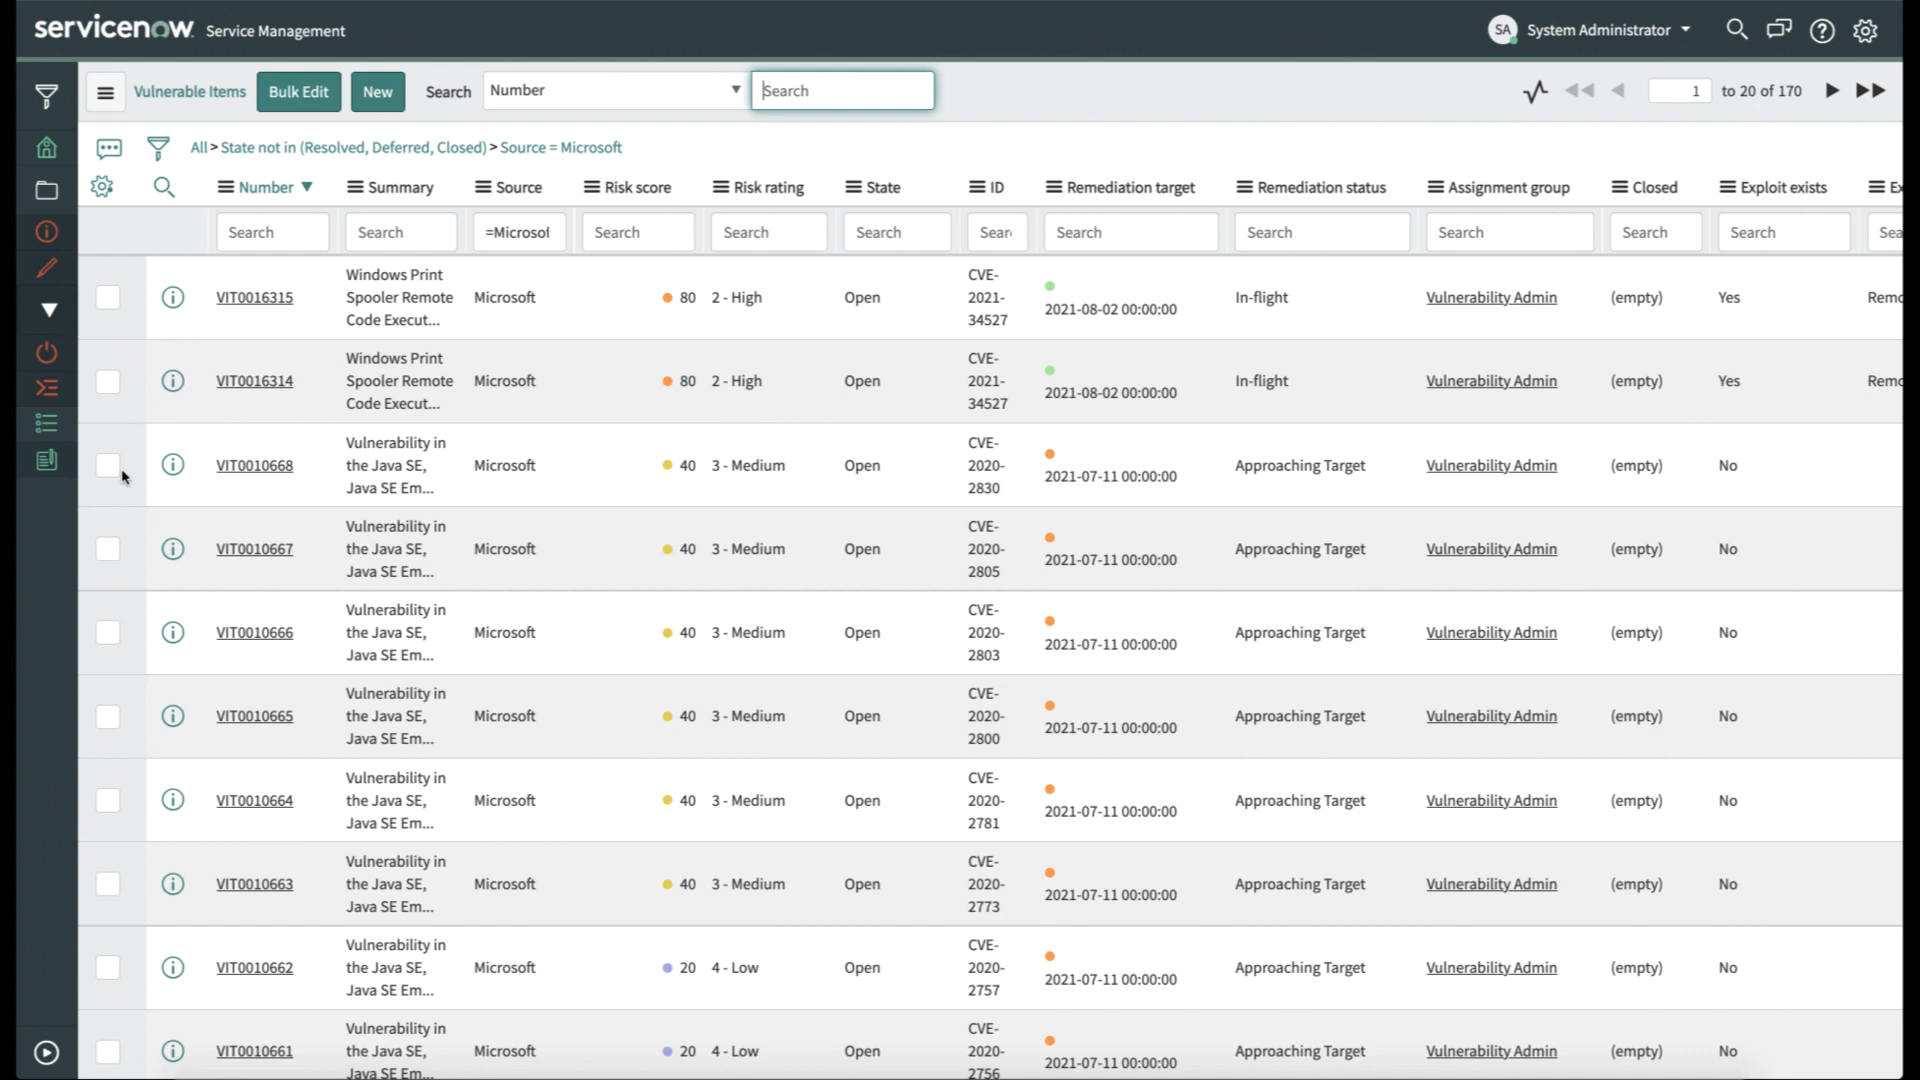 servicenow Service Management
SA System Administrator
Vulnerable Items Bulk Edit New Search Number Search 1 to 20 of 170
All > State not in (Resolved, Deferred, Closed) > Source = Microsoft
Number Summary Source Risk score Risk rating State ID Remediation target Remediation status Assignment group Closed Exploit exists Ex
Search Search =Microsof Search Search Search Sear Search Search Search Search Search Sea
Windows Print
Spooler Remote
Code Execut...
VIT0016315 Microsoft 80 2 - High Open
CVE-
2021-
34527
2021-08-02 00:00:00 In-flight Vulnerability Admin (empty) Yes Remo
Windows Print
Spooler Remote
Code Execut...
VIT0016314 Microsoft 80 2 - High Open
CVE-
2021-
34527
2021-08-02 00:00:00 In-flight Vulnerability Admin (empty) Yes Remo
Vulnerability in
the Java SE,
Java SE Em...
VIT0010668 Microsoft 40 3 - Medium Open
CVE-
2020-
2830
2021-07-11 00:00:00 Approaching Target Vulnerability Admin (empty) No
Vulnerability in
the Java SE,
Java SE Em...
VIT0010667 Microsoft 40 3 - Medium Open
CVE-
2020-
2805
2021-07-11 00:00:00 Approaching Target Vulnerability Admin (empty) No
Vulnerability in
the Java SE,
Java SE Em...
VIT0010666 Microsoft 40 3 - Medium Open
CVE-
2020-
2803
2021-07-11 00:00:00 Approaching Target Vulnerability Admin (empty) No
Vulnerability in
the Java SE,
Java SE Em...
VIT0010665 Microsoft 40 3 - Medium Open
CVE-
2020-
2800
2021-07-11 00:00:00 Approaching Target Vulnerability Admin (empty) No
Vulnerability in
the Java SE,
Java SE Em...
VIT0010664 Microsoft 40 3 - Medium Open
CVE-
2020-
2781
2021-07-11 00:00:00 Approaching Target Vulnerability Admin (empty) No
Vulnerability in
the Java SE,
Java SE Em...
VIT0010663 Microsoft 40 3 - Medium Open
CVE-
2020-
2773
2021-07-11 00:00:00 Approaching Target Vulnerability Admin (empty) No
Vulnerability in
the Java SE,
Java SE Em...
VIT0010662 Microsoft 20 4 - Low Open
CVE-
2020-
2757
2021-07-11 00:00:00 Approaching Target Vulnerability Admin (empty) No
Vulnerability in
the Java SE,
Java SE Em...
VIT0010661 Microsoft 20 4 - Low Open
CVE-
2020-
2756
2021-07-11 00:00:00 Approaching Target Vulnerability Admin (empty) No